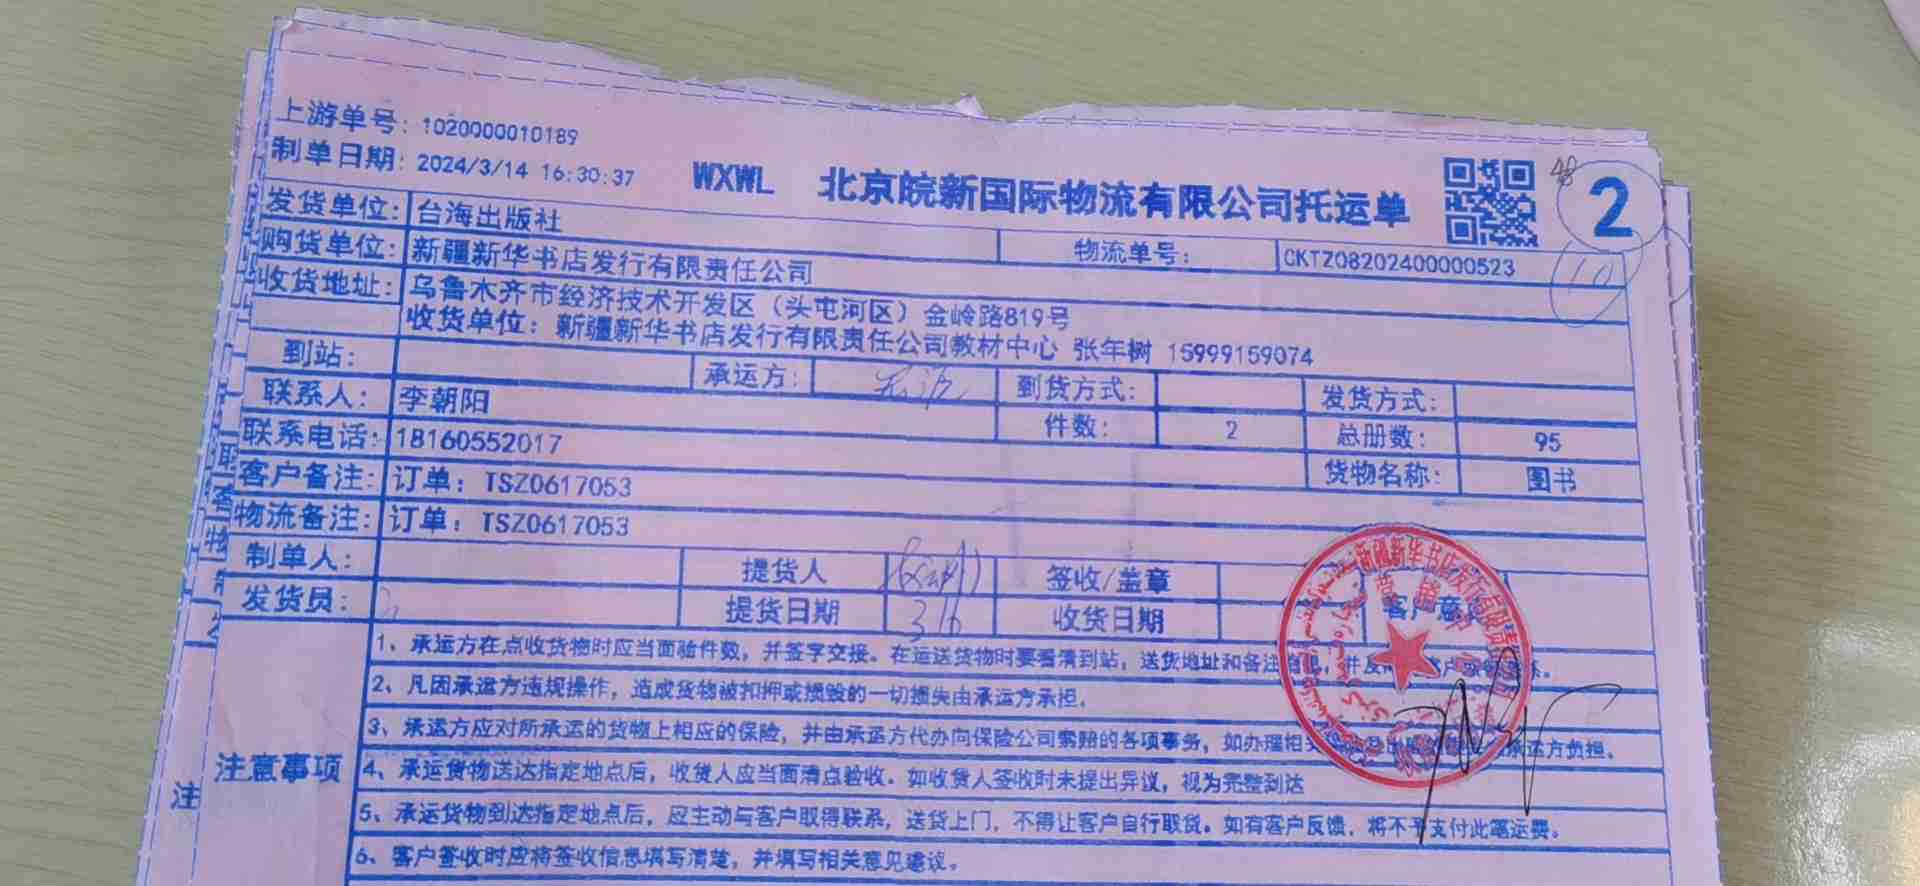 上游单号: 1020000010189
制单日期: 2024/3/14 16:30:37
WXWL 北京皖新国际物流有限公司托运单
48
2
发货单位: 台海出版社
物流单号: CKTZ08202400000523
购货单位: 新疆新华书店发行有限责任公司
收货地址: 乌鲁木齐市经济技术开发区（头屯河区）金岭路819号
收货单位: 新疆新华书店发行有限责任公司教材中心 张年树 15999159074
到站: 承运方: 到货方式: 发货方式:
联系人: 李朝阳 件数: 2 总册数: 95
联系电话: 18160552017 货物名称: 图书
客户备注: 订单: TSZ0617053
物流备注: 订单: TSZ0617053
制单人: 提货人 签收/盖章
发货员: 提货日期 316 收货日期 客户意
新疆新华书店发行有限责
注意事项
1、承运方在点收货物时应当面验件数，并签字交接。在运送货物时要看清到站，送货地址和备注
2、凡因承运方违规操作，造成货物被扣押或损毁的一切损失由承运方承担.
3、承运方应对所承运的货物上相应的保险，并由承运方代办向保险公司索赔的各项事务，如办理相 承运方负担.
4、承运货物送达指定地点后，收货人应当面清点验收。如收货人签收时未提出异议，视为完整到达
5、承运货物到达指定地点后，应主动与客户取得联系，送货上门，不得让客户自行取货。如有客户反馈，将不予支付此笔运费。
6、客户签收时应将签收信息填写清楚，并填写相关意见建议。
注